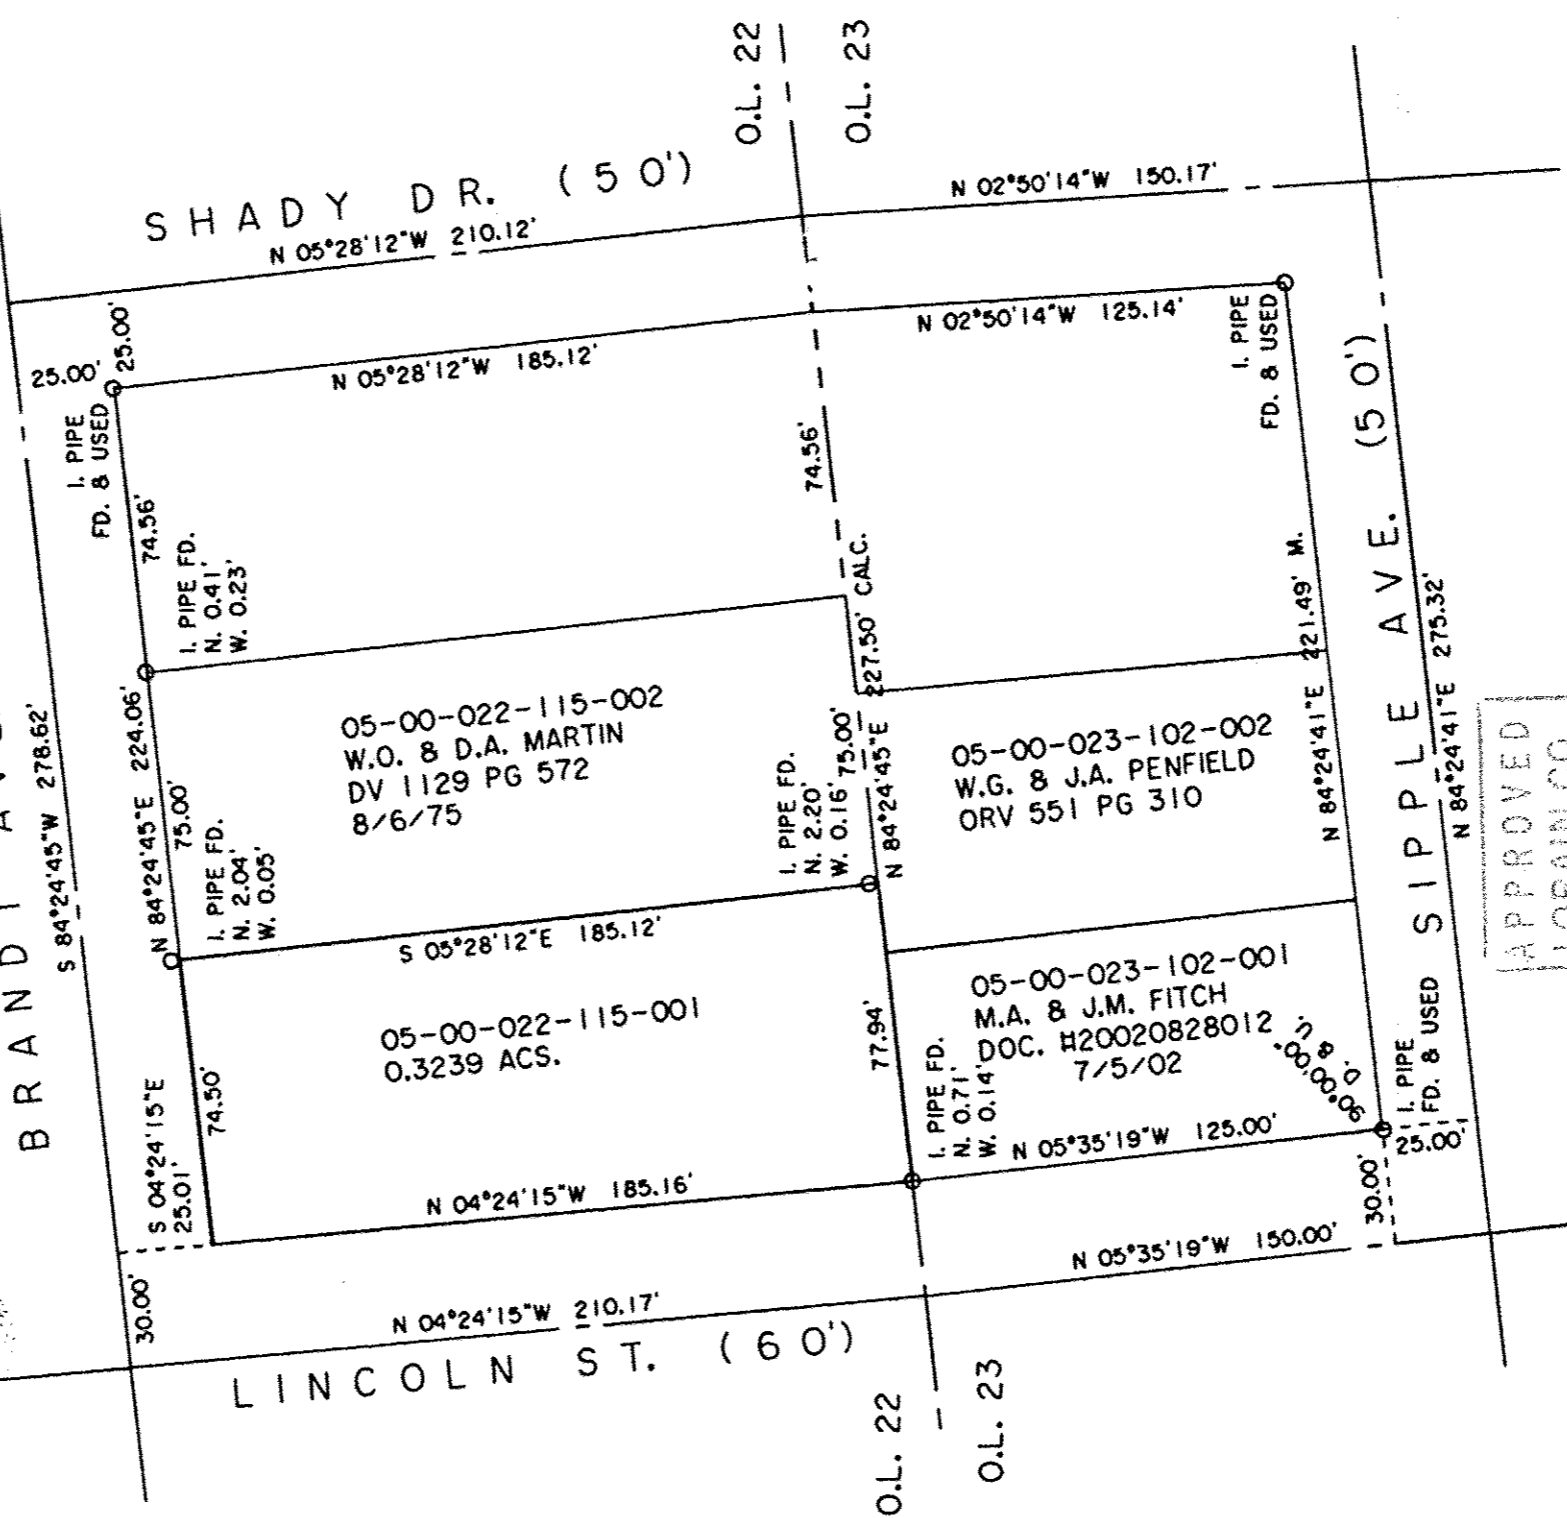 O.L. 22
O.L. 23
SHADY DR. (50')
N 05°28'12"W 210.12'
N 02°50'14"W 150.17'
25.00'
25.00'
N 05°28'12"W 185.12'
N 02°50'14"W 125.14'
I. PIPE
FD. & USED
I. PIPE
FD. & USED
74.56'
74.56'
I. PIPE FD.
N. 0.41'
W. 0.23'
SIPPLE AVE. (50')
N 84°24'41"E 275.32'
N 84°24'41"E 221.49' M.
S 84°24'45"W 278.62'
N 84°24'45"E 224.06'
75.00'
05-00-022-115-002
W.O. & D.A. MARTIN
DV 1129 PG 572
8/6/75
N 84°24'45"E 227.50' CALC.
75.00'
I. PIPE FD.
N. 2.20'
W. 0.16'
05-00-023-102-002
W.G. & J.A. PENFIELD
ORV 551 PG 310
APPROVED
I. PIPE FD.
N. 2.04'
W. 0.05'
S 05°28'12"E 185.12'
05-00-022-115-001
0.3239 ACS.
77.94'
05-00-023-102-001
M.A. & J.M. FITCH
DOC. #20020828012
7/5/02
90°00'00"
D. & U.
I. PIPE FD.
N. 0.71'
W. 0.14'
I. PIPE
FD. & USED
25.00'
30.00'
N 05°35'19"W 125.00'
S 04°24'15"E
25.01'
74.50'
N 04°24'15"W 185.16'
N 05°35'19"W 150.00'
30.00'
N 04°24'15"W 210.17'
LINCOLN ST. (60')
O.L. 22
O.L. 23